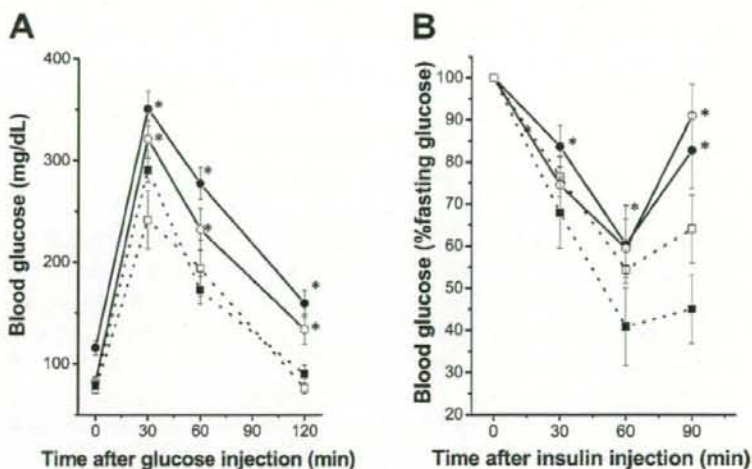 A
Blood glucose (mg/dL)
400
300
200
100
0 30 60 90 120
Time after glucose injection (min)
* * * * * *
B
Blood glucose (%fasting glucose)
100
90
80
70
60
50
40
30
20
0 30 60 90
Time after insulin injection (min)
* * * *